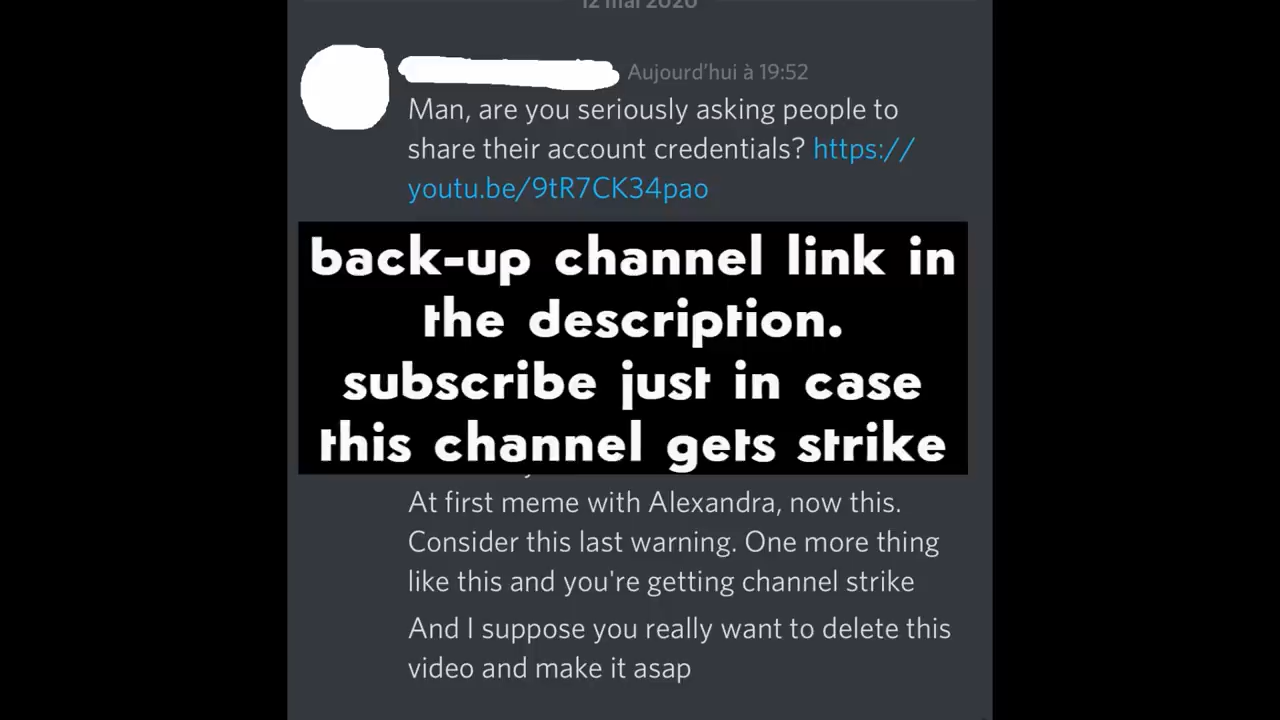 12 mai 2020
Aujourd'hui à 19:52
Man, are you seriously asking people to
share their account credentials? https://
youtu.be/9tR7CK34pao
back-up channel link in
the description.
subscribe just in case
this channel gets strike
At first meme with Alexandra, now this.
Consider this last warning. One more thing
like this and you're getting channel strike
And I suppose you really want to delete this
video and make it asap